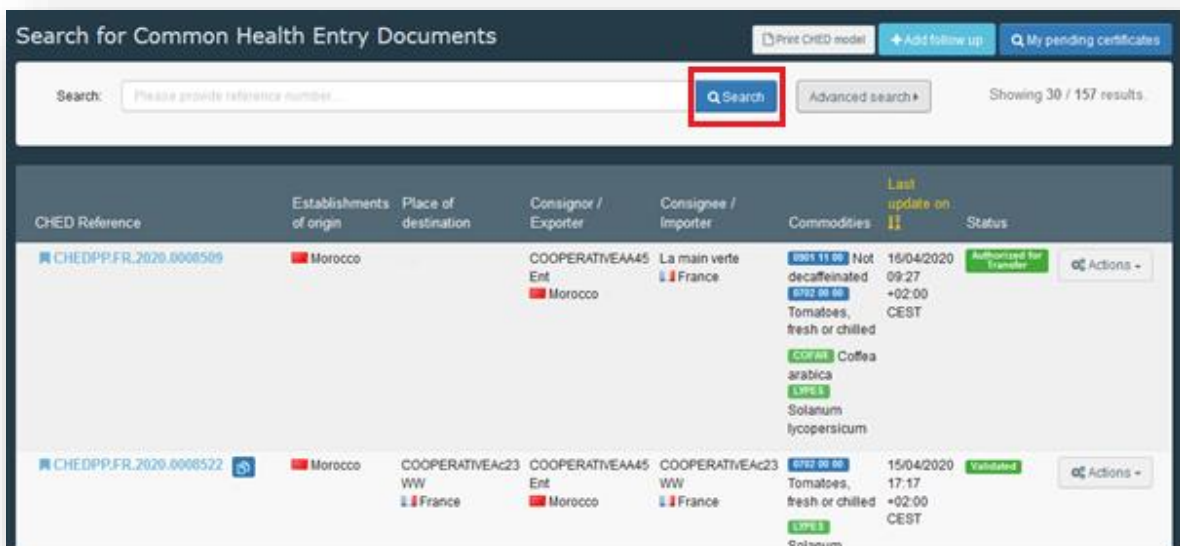 Search for Common Health Entry Documents
Print CHED model
+Add follow up
My pending certificates
Search:
Please provide reference number...
Search
Advanced search
Showing 30 / 157 results.
CHED Reference
Establishments of origin
Place of destination
Consignor / Exporter
Consignee / Importer
Commodities
Last update on
Status
CHEDPP.FR.2020.0008509
Morocco
COOPERATIVEAA45 Ent
Morocco
La main verte
France
0901 11 00 Not decaffeinated
0702 00 00
Tomatoes, fresh or chilled
COFAR Coffea arabica
LYPES
Solanum lycopersicum
16/04/2020
09:27
+02:00
CEST
Authorized for Transfer
Actions
CHEDPP.FR.2020.0008522
Morocco
COOPERATIVEAc23 WW
France
COOPERATIVEAA45 Ent
Morocco
COOPERATIVEAc23 WW
France
0702 00 00
Tomatoes, fresh or chilled
LYPES
Solanum
15/04/2020
17:17
+02:00
CEST
Validated
Actions